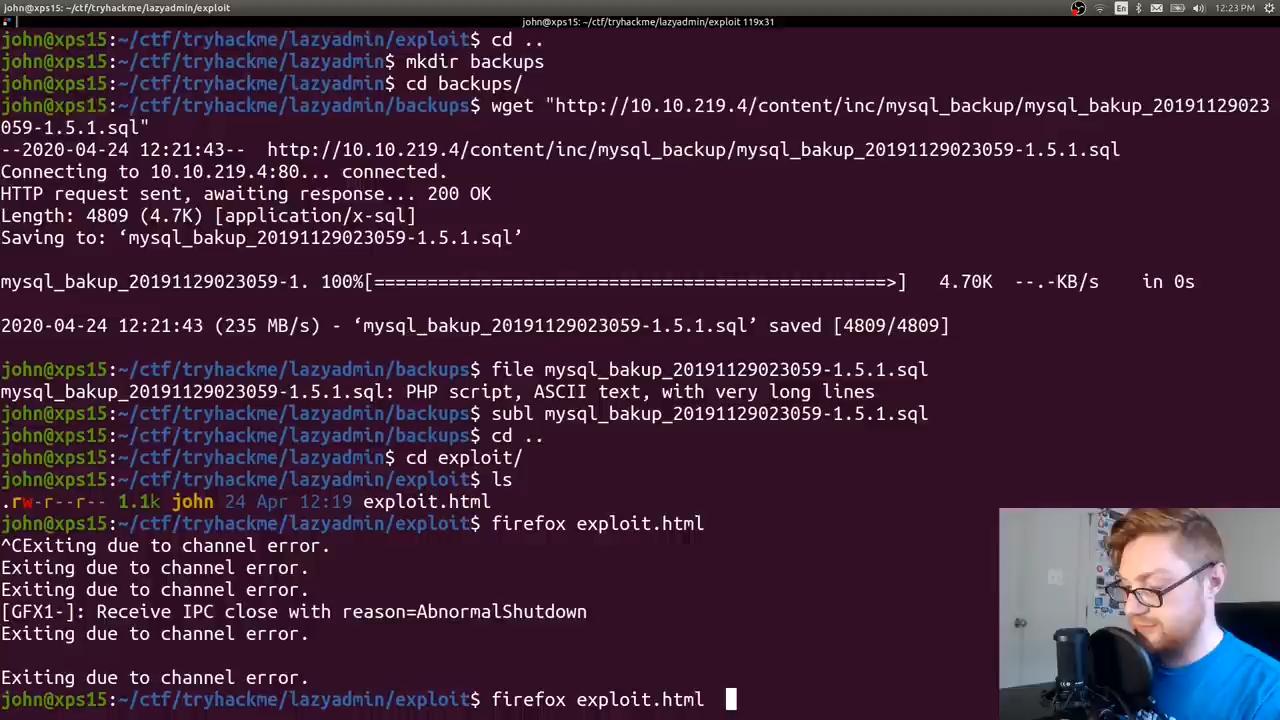 john@xps15: ~/ctf/tryhackme/lazyadmin/exploit
En
12:23 PM
john@xps15: ~/ctf/tryhackme/lazyadmin/exploit 119x31
john@xps15:~/ctf/tryhackme/lazyadmin/exploit$ cd ..
john@xps15:~/ctf/tryhackme/lazyadmin$ mkdir backups
john@xps15:~/ctf/tryhackme/lazyadmin$ cd backups/
john@xps15:~/ctf/tryhackme/lazyadmin/backups$ wget "http://10.10.219.4/content/inc/mysql_backup/mysql_bakup_20191129023
059-1.5.1.sql"
--2020-04-24 12:21:43--  http://10.10.219.4/content/inc/mysql_backup/mysql_bakup_20191129023059-1.5.1.sql
Connecting to 10.10.219.4:80... connected.
HTTP request sent, awaiting response... 200 OK
Length: 4809 (4.7K) [application/x-sql]
Saving to: ‘mysql_bakup_20191129023059-1.5.1.sql’
mysql_bakup_20191129023059-1. 100%[================================================>]   4.70K  --.-KB/s    in 0s
2020-04-24 12:21:43 (235 MB/s) - ‘mysql_bakup_20191129023059-1.5.1.sql’ saved [4809/4809]
john@xps15:~/ctf/tryhackme/lazyadmin/backups$ file mysql_bakup_20191129023059-1.5.1.sql
mysql_bakup_20191129023059-1.5.1.sql: PHP script, ASCII text, with very long lines
john@xps15:~/ctf/tryhackme/lazyadmin/backups$ subl mysql_bakup_20191129023059-1.5.1.sql
john@xps15:~/ctf/tryhackme/lazyadmin/backups$ cd ..
john@xps15:~/ctf/tryhackme/lazyadmin$ cd exploit/
john@xps15:~/ctf/tryhackme/lazyadmin/exploit$ ls
.rw-r--r-- 1.1k john 24 Apr 12:19 exploit.html
john@xps15:~/ctf/tryhackme/lazyadmin/exploit$ firefox exploit.html
^CExiting due to channel error.
Exiting due to channel error.
Exiting due to channel error.
[GFX1-]: Receive IPC close with reason=AbnormalShutdown
Exiting due to channel error.
Exiting due to channel error.
john@xps15:~/ctf/tryhackme/lazyadmin/exploit$ firefox exploit.html